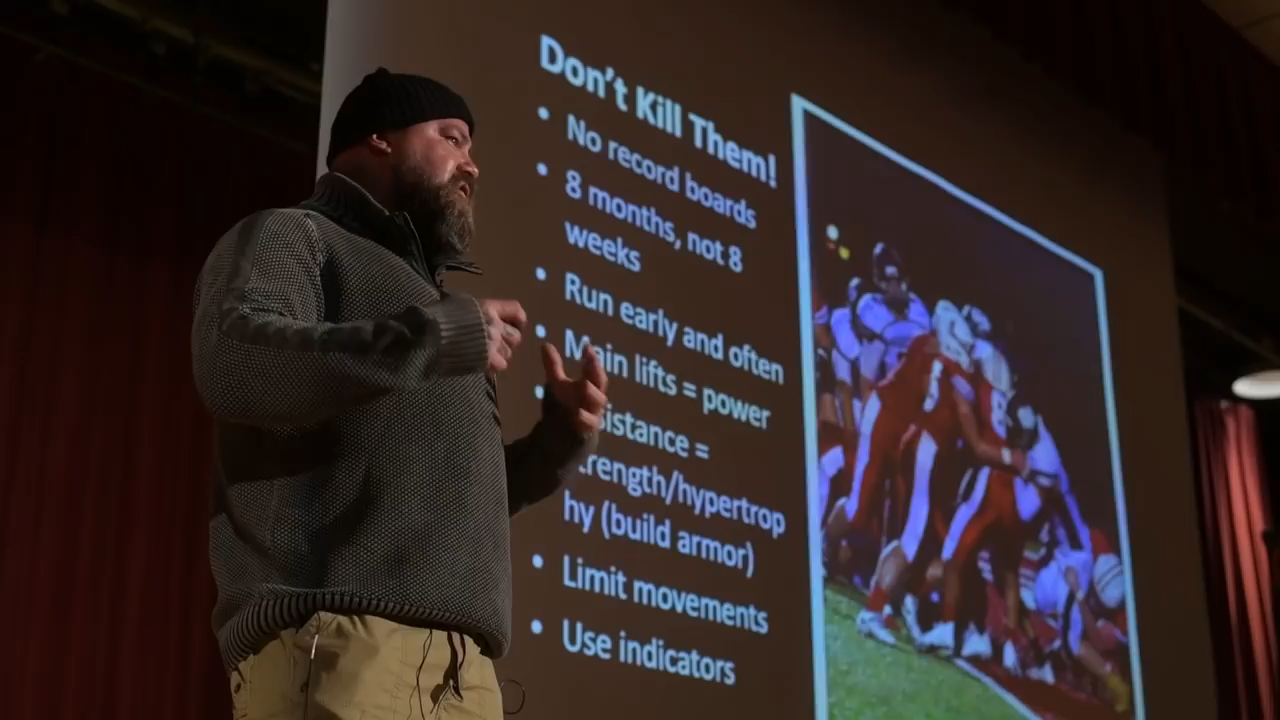 Don't Kill Them!
• No record boards
• 8 months, not 8
weeks
• Run early and often
• Main lifts = power
sistance =
trength/hypertrop
hy (build armor)
• Limit movements
• Use indicators